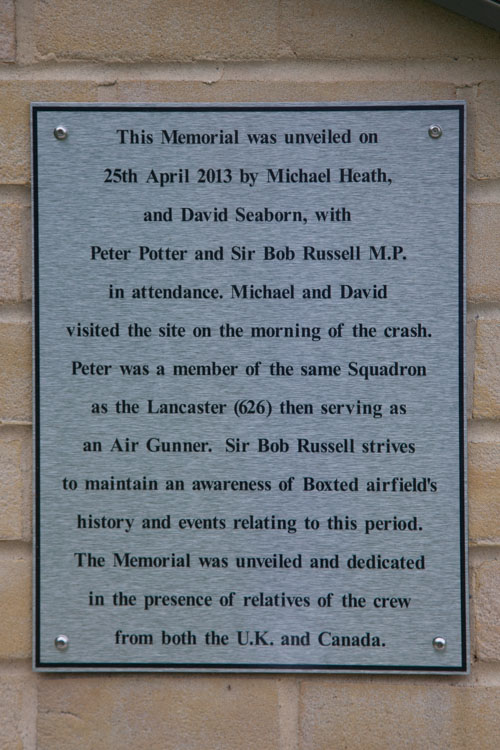 This Memorial was unveiled on
25th April 2013 by Michael Heath,
and David Seaborn, with
Peter Potter and Sir Bob Russell M.P.
in attendance. Michael and David
visited the site on the morning of the crash.
Peter was a member of the same Squadron
as the Lancaster (626) then serving as
an Air Gunner.  Sir Bob Russell strives
to maintain an awareness of Boxted airfield's
history and events relating to this period.
The Memorial was unveiled and dedicated
in the presence of relatives of the crew
from both the U.K. and Canada.